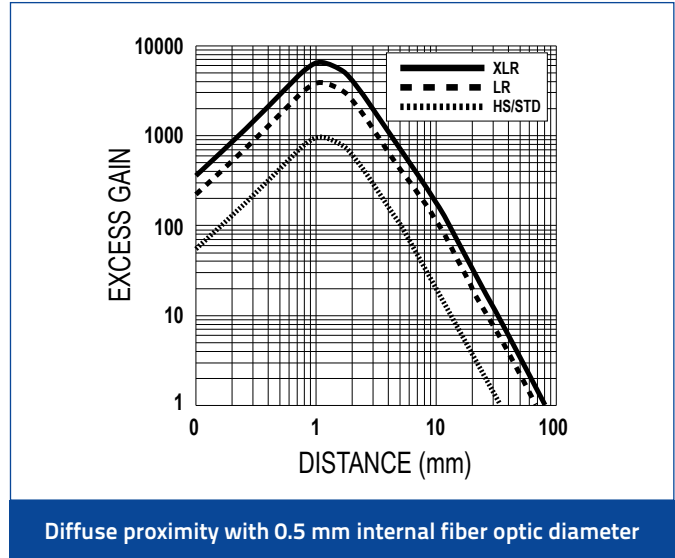 10000
XLR
LR
HS/STD
1000
100
10
1
EXCESS GAIN
0 1 10 100
DISTANCE (mm)
Diffuse proximity with 0.5 mm internal fiber optic diameter